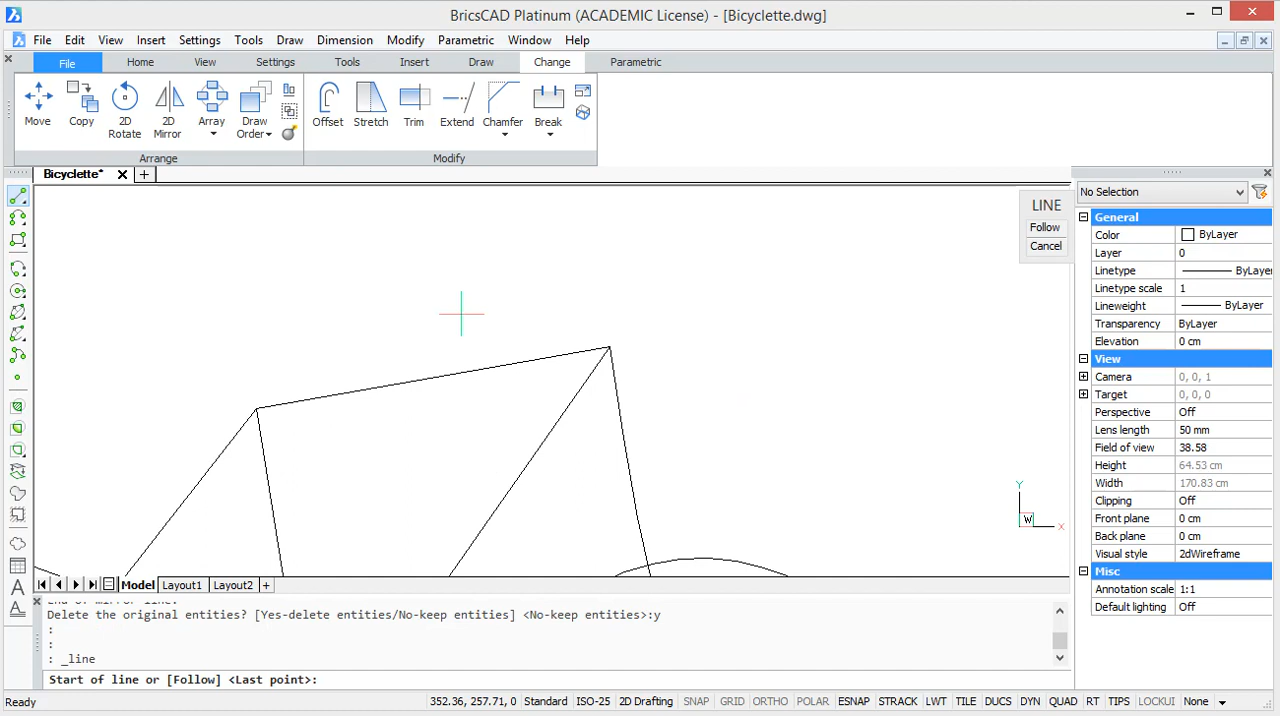 BricsCAD Platinum (ACADEMIC License) - [Bicyclette.dwg]
File Edit View Insert Settings Tools Draw Dimension Modify Parametric Window Help
File Home View Settings Tools Insert Draw Change Parametric
Move Copy 2D Rotate 2D Mirror Array Draw Order Offset Stretch Trim Extend Chamfer Break
Arrange Modify
Bicyclette*
No Selection
LINE
Follow
Cancel
General
Color ByLayer
Layer 0
Linetype ByLayer
Linetype scale 1
Lineweight ByLayer
Transparency ByLayer
Elevation 0 cm
View
Camera 0, 0, 1
Target 0, 0, 0
Perspective Off
Lens length 50 mm
Field of view 38.58
Height 64.53 cm
Width 170.83 cm
Clipping Off
Front plane 0 cm
Back plane 0 cm
Visual style 2dWireframe
Misc
Annotation scale 1:1
Default lighting Off
Y
W X
Model Layout1 Layout2
End of mirror line:
Delete the original entities? [Yes-delete entities/No-keep entities] <No-keep entities>:y
:
:
: _line
Start of line or [Follow] <Last point>:
Ready 352.36, 257.71, 0 Standard ISO-25 2D Drafting SNAP GRID ORTHO POLAR ESNAP STRACK LWT TILE DUCS DYN QUAD RT TIPS LOCKUI None